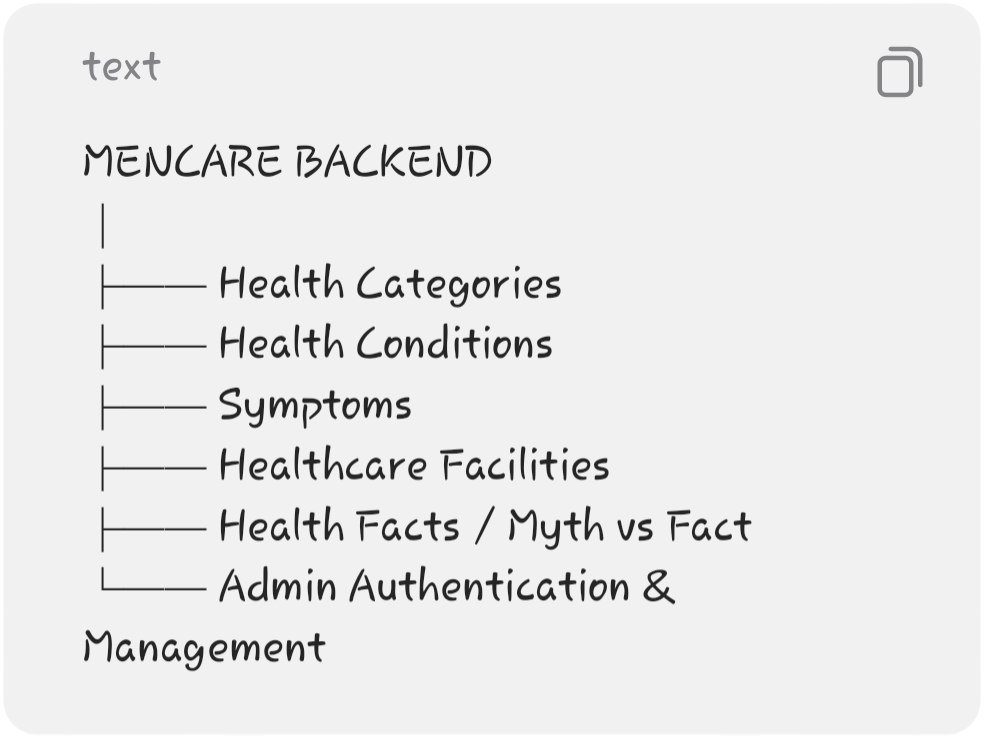 text
MENCARE BACKEND
│
├── Health Categories
├── Health Conditions
├── Symptoms
├── Healthcare Facilities
├── Health Facts / Myth vs Fact
└── Admin Authentication &
Management